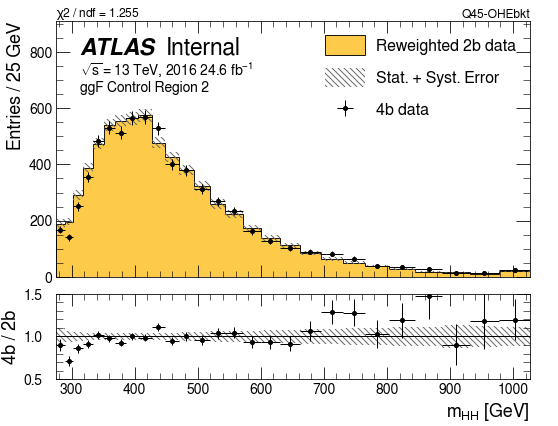 χ2 / ndf = 1.255
Q45-OHEbkt
Entries / 25 GeV
ATLAS Internal
√s = 13 TeV, 2016 24.6 fb⁻¹
ggF Control Region 2
Reweighted 2b data
Stat. + Syst. Error
4b data
800
600
400
200
0
4b / 2b
1.5
1.0
0.5
300 400 500 600 700 800 900 1000
mHH [GeV]